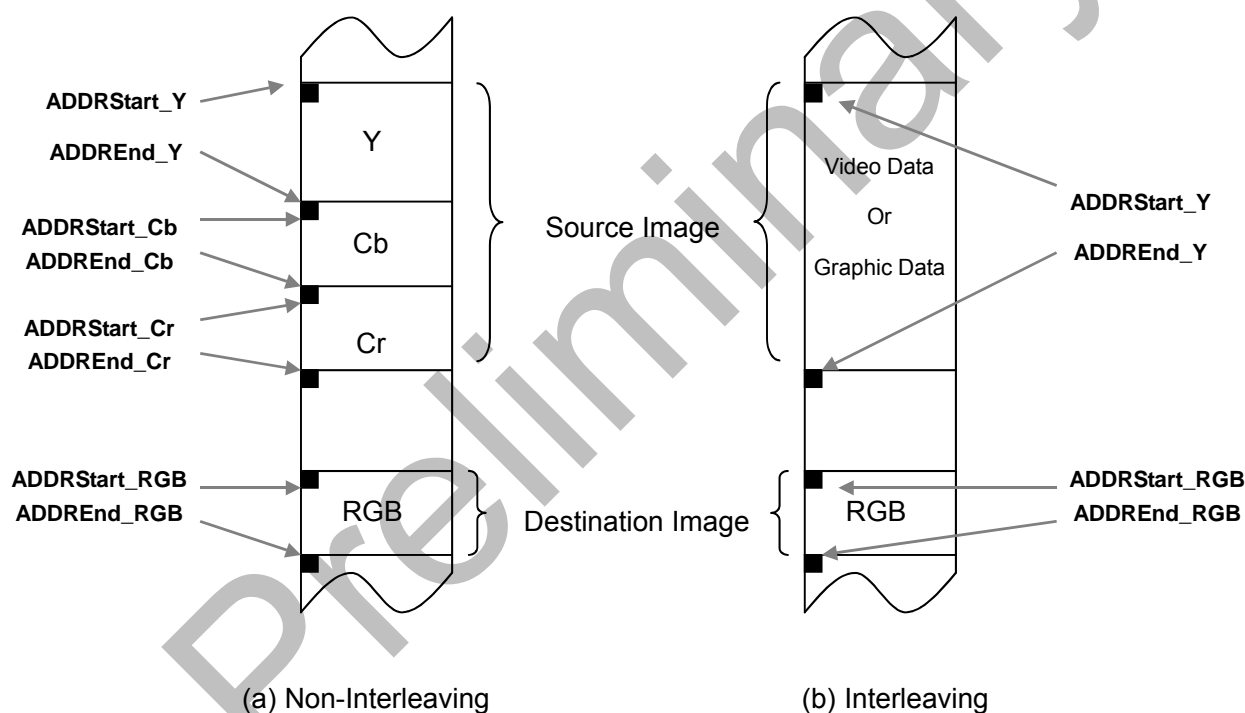 ADDRStart_Y
ADDREnd_Y
ADDRStart_Cb
ADDREnd_Cb
ADDRStart_Cr
ADDREnd_Cr
ADDRStart_RGB
ADDREnd_RGB
Y
Cb
Cr
RGB
Source Image
Destination Image
Video Data
Or
Graphic Data
RGB
ADDRStart_Y
ADDREnd_Y
ADDRStart_RGB
ADDREnd_RGB
(a) Non-Interleaving
(b) Interleaving
Preliminary